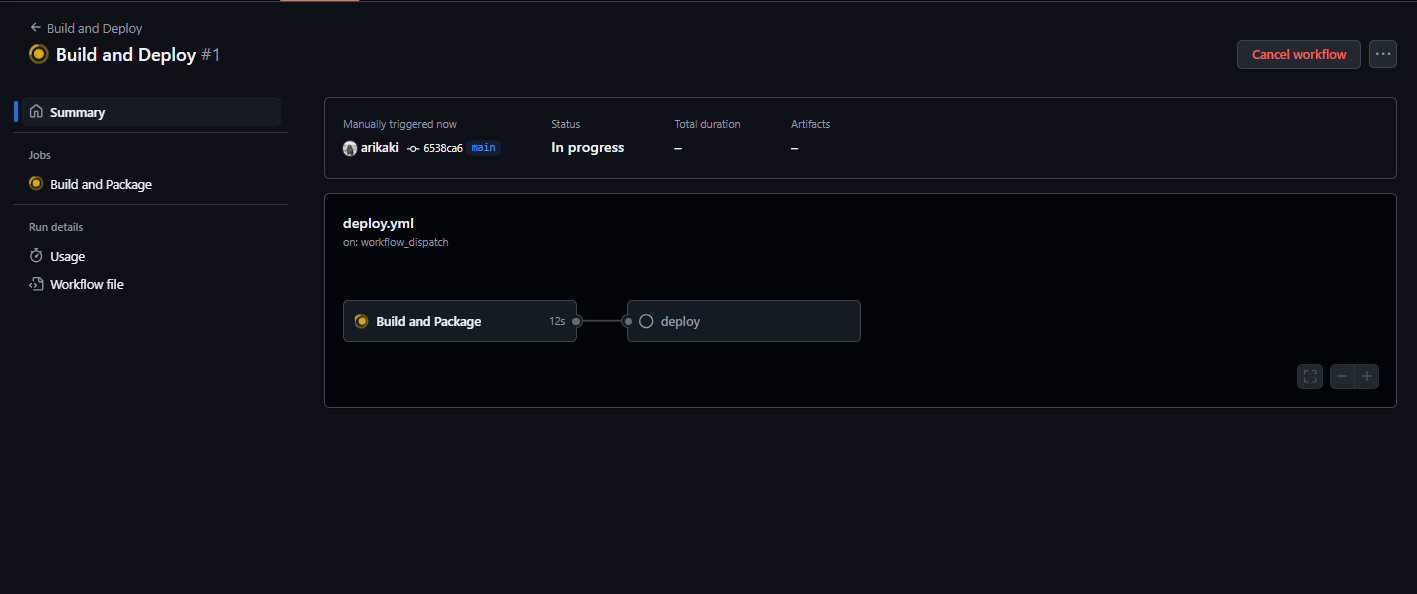 Build and Deploy
Build and Deploy #1
Cancel workflow
Summary
Jobs
Build and Package
Run details
Usage
Workflow file
Manually triggered now
arikaki 6538ca6 main
Status
In progress
Total duration
–
Artifacts
–
deploy.yml
on: workflow_dispatch
Build and Package 12s
deploy